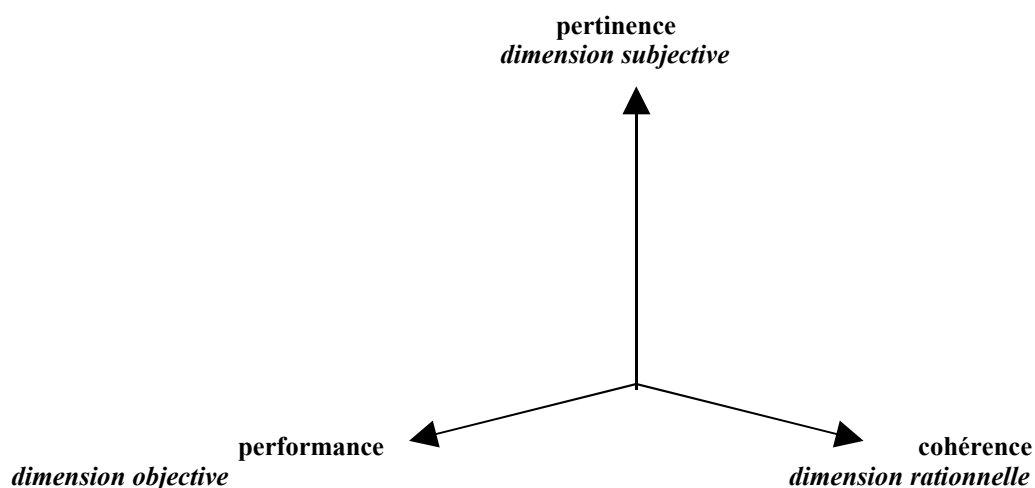 pertinence
dimension subjective
performance
dimension objective
cohérence
dimension rationnelle